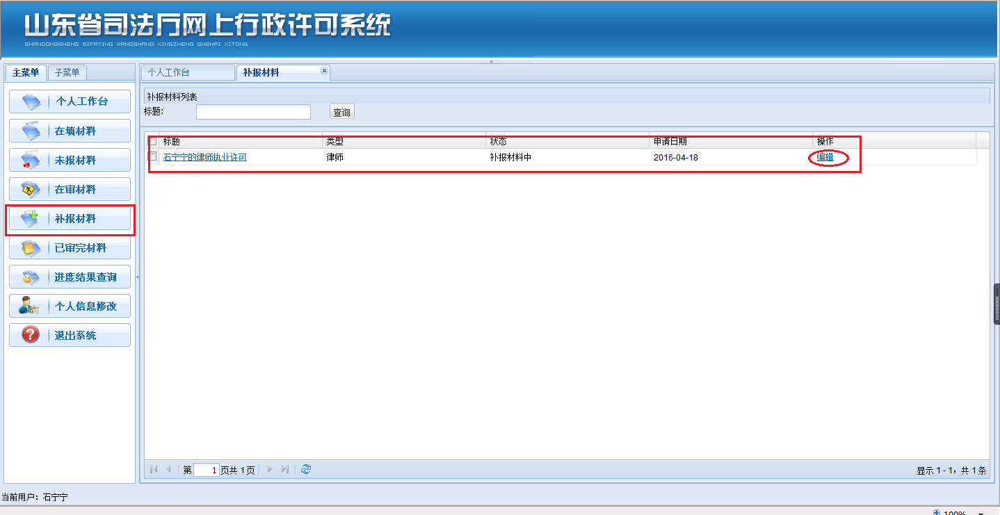 山东省司法厅网上行政许可系统
SHANDONGSHENG SIFATING WANGSHANG XINGZHENG SHENPI XITONG
主菜单 子菜单
个人工作台
在填材料
未报材料
在审材料
补报材料
已审完材料
进度结果查询
个人信息修改
退出系统
个人工作台 补报材料
补报材料列表
标题: 查询
标题 类型 状态 申请日期 操作
石宁宁的律师执业许可 律师 补报材料中 2016-04-18 编辑
第 1 页共 1 页 显示 1 - 1，共 1 条
当前用户：石宁宁
100%